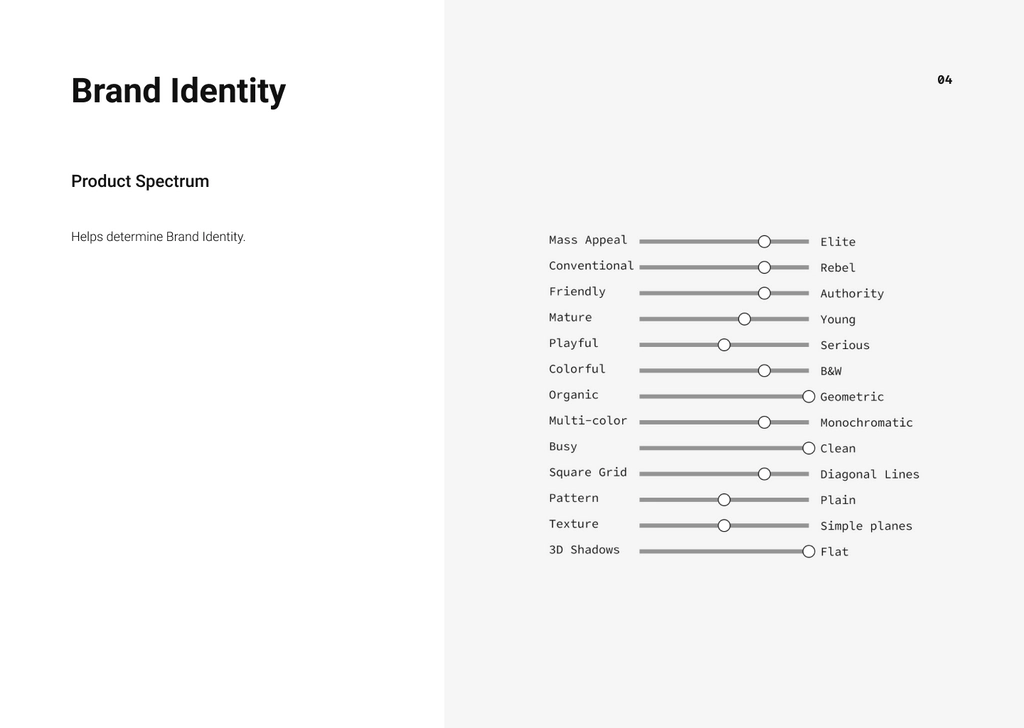 Brand Identity
04
Product Spectrum
Helps determine Brand Identity.
Mass Appeal Elite
Conventional Rebel
Friendly Authority
Mature Young
Playful Serious
Colorful B&W
Organic Geometric
Multi-color Monochromatic
Busy Clean
Square Grid Diagonal Lines
Pattern Plain
Texture Simple planes
3D Shadows Flat